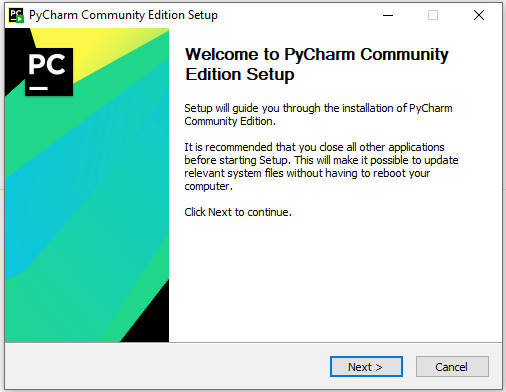 PC PyCharm Community Edition Setup
PC
Welcome to PyCharm Community
Edition Setup
Setup will guide you through the installation of PyCharm
Community Edition.
It is recommended that you close all other applications
before starting Setup. This will make it possible to update
relevant system files without having to reboot your
computer.
Click Next to continue.
Next >
Cancel